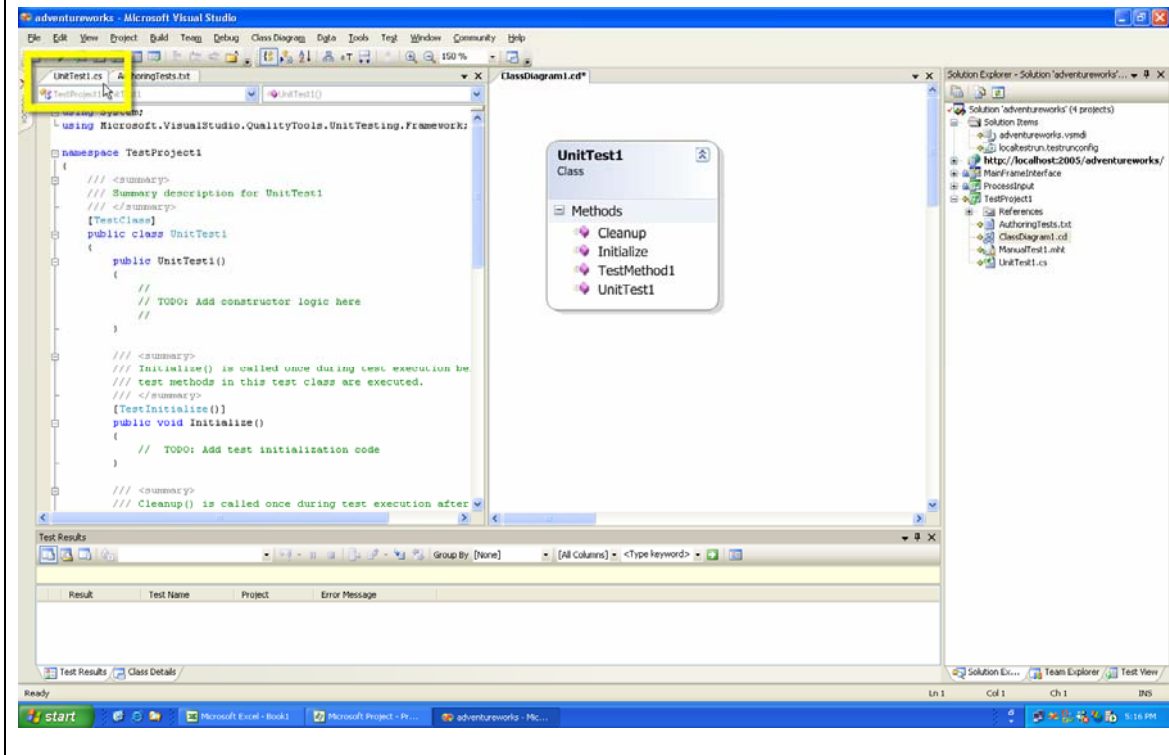 adventureworks - Microsoft Visual Studio
File Edit View Project Build Team Debug Class Diagram Data Tools Test Window Community Help
150 %
UnitTest1.cs AuthoringTests.txt
ClassDiagram1.cd*
Solution Explorer - Solution 'adventureworks'...
UnitTest1()
using System;
using Microsoft.VisualStudio.QualityTools.UnitTesting.Framework;
namespace TestProject1
{
/// <summary>
/// Summary description for UnitTest1
/// </summary>
[TestClass]
public class UnitTest1
{
public UnitTest1()
{
//
// TODO: Add constructor logic here
//
}
/// <summary>
/// Initialize() is called once during test execution be
/// test methods in this test class are executed.
/// </summary>
[TestInitialize()]
public void Initialize()
{
// TODO: Add test initialization code
}
/// <summary>
/// Cleanup() is called once during test execution after
UnitTest1
Class
Methods
Cleanup
Initialize
TestMethod1
UnitTest1
Solution 'adventureworks' (4 projects)
Solution Items
adventureworks.vsmdi
localtestrun.testrunconfig
http://localhost:2005/adventureworks/
MainFrameInterface
ProcessInput
TestProject1
References
AuthoringTests.txt
ClassDiagram1.cd
ManualTest1.mht
UnitTest1.cs
Test Results
Group By [None] [All Columns] <Type keyword>
Result Test Name Project Error Message
Test Results Class Details
Solution Ex... Team Explorer Test View
Ready Ln 1 Col 1 Ch 1 INS
start Microsoft Excel - Book1 Microsoft Project - Pr... adventureworks - Mic... 5:16 PM